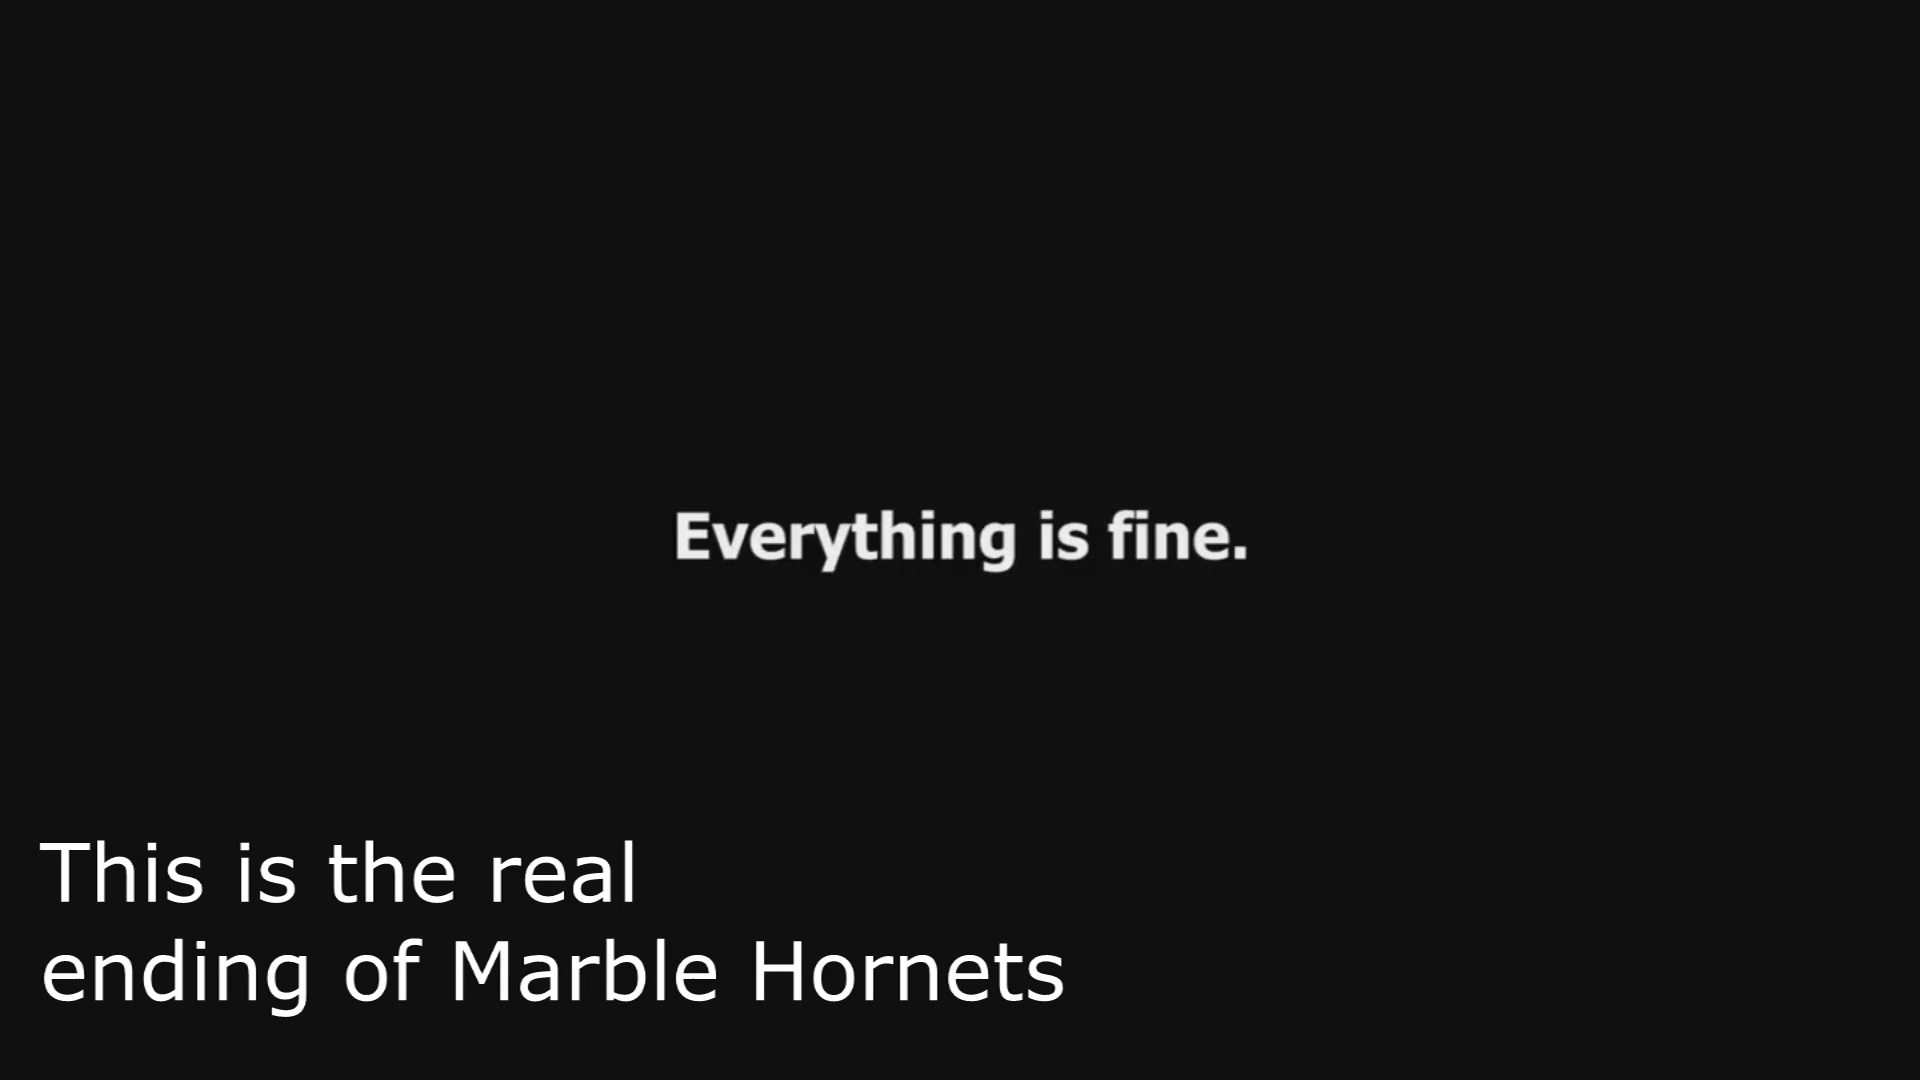 Everything is fine.
This is the real
ending of Marble Hornets